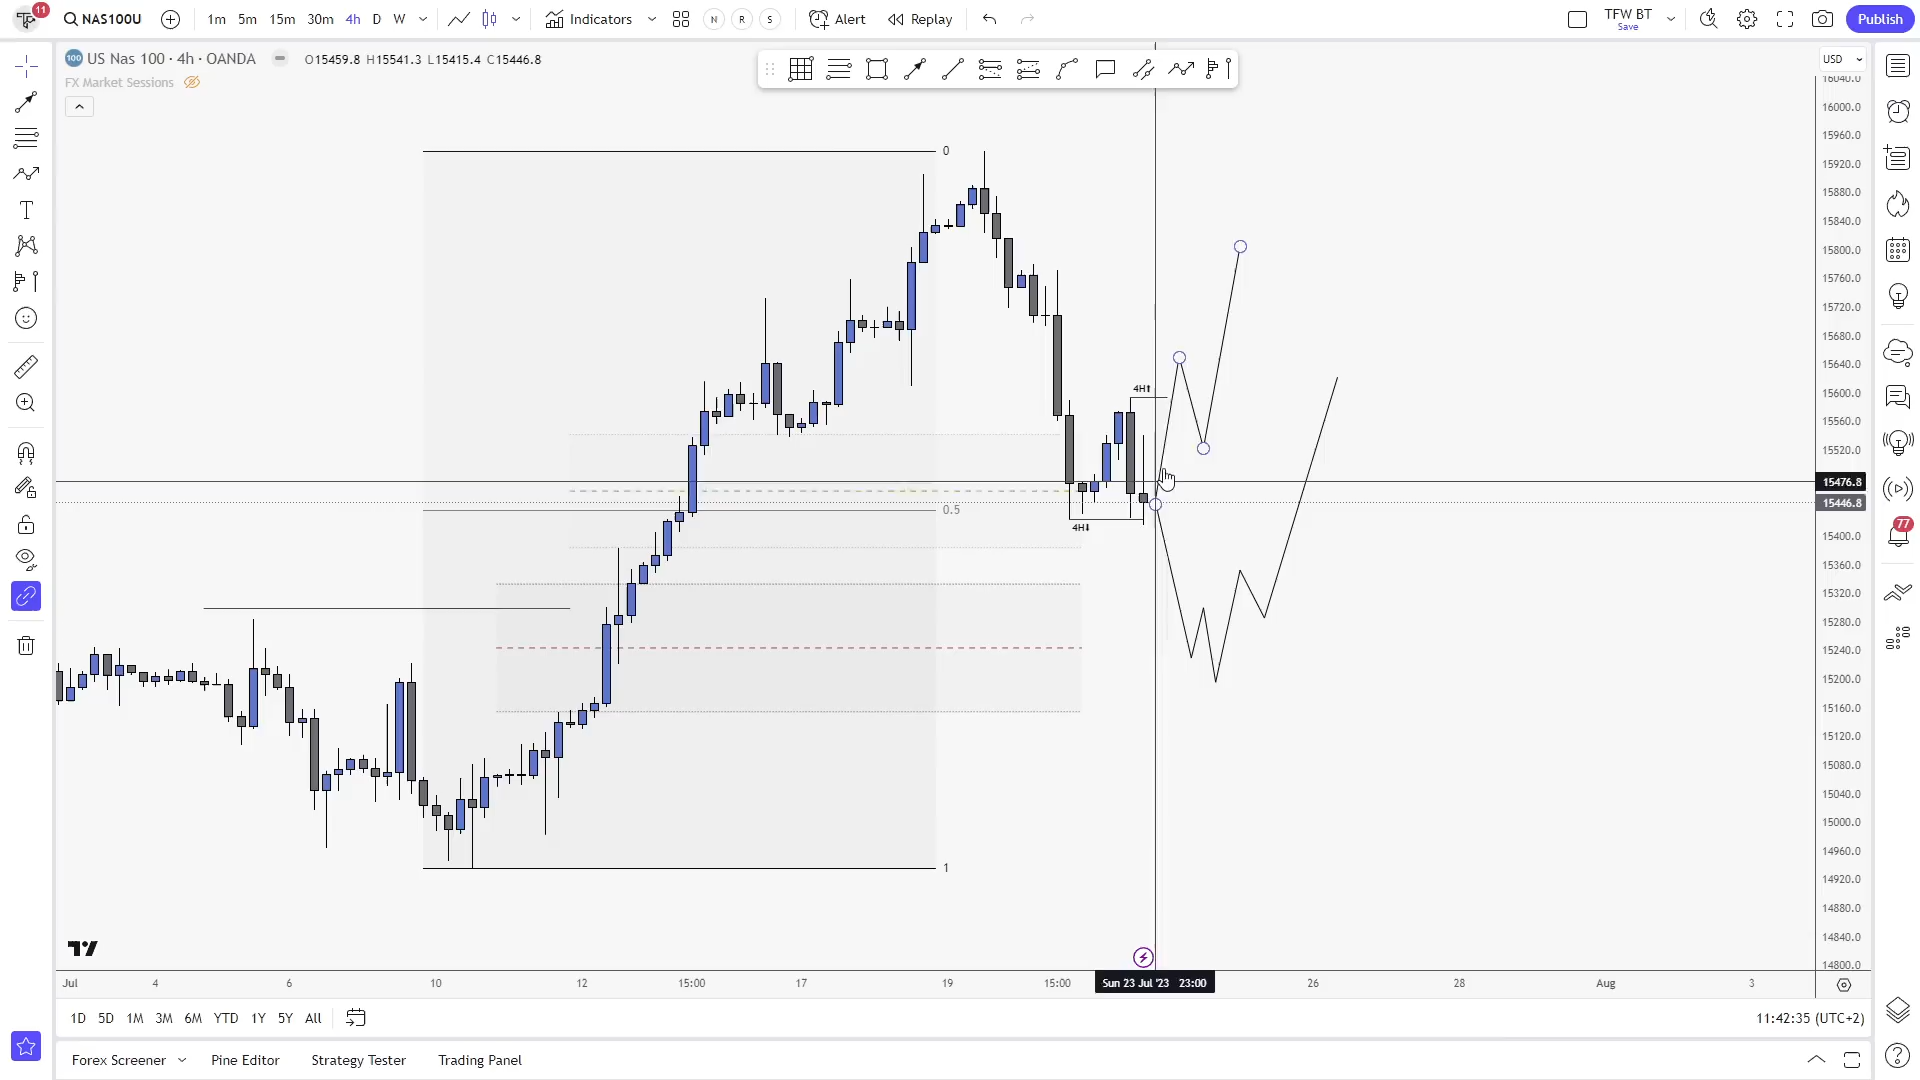 11
NAS100U
1m 5m 15m 30m 4h D W
Indicators
N R S
Alert
Replay
TFW BT
Save
Publish
100 US Nas 100 · 4h · OANDA O15459.8 H15541.3 L15415.4 C15446.8
FX Market Sessions
USD
16040.0
16000.0
15960.0
15920.0
15880.0
15840.0
15800.0
15760.0
15720.0
15680.0
15640.0
15600.0
15560.0
15520.0
15476.8
15446.8
15400.0
15360.0
15320.0
15280.0
15240.0
15200.0
15160.0
15120.0
15080.0
15040.0
15000.0
14960.0
14920.0
14880.0
14840.0
14800.0
0
0.5
1
4H⬆
4H⬇
77
Jul 4 6 10 12 15:00 17 19 15:00 Sun 23 Jul '23 23:00 26 28 Aug 3
1D 5D 1M 3M 6M YTD 1Y 5Y All
11:42:35 (UTC+2)
Forex Screener Pine Editor Strategy Tester Trading Panel